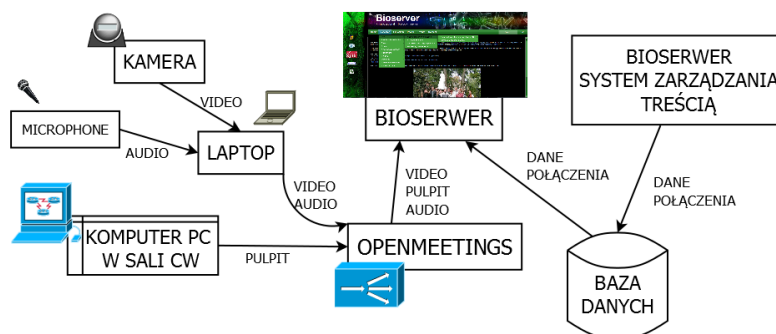 Bioserver
KAMERA
VIDEO
MICROPHONE
AUDIO
LAPTOP
VIDEO
AUDIO
KOMPUTER PC
W SALI CW
PULPIT
OPENMEETINGS
VIDEO
PULPIT
AUDIO
BIOSERWER
DANE
POŁĄCZENIA
BIOSERWER
SYSTEM ZARZĄDZANIA
TREŚCIĄ
DANE
POŁĄCZENIA
BAZA
DANYCH